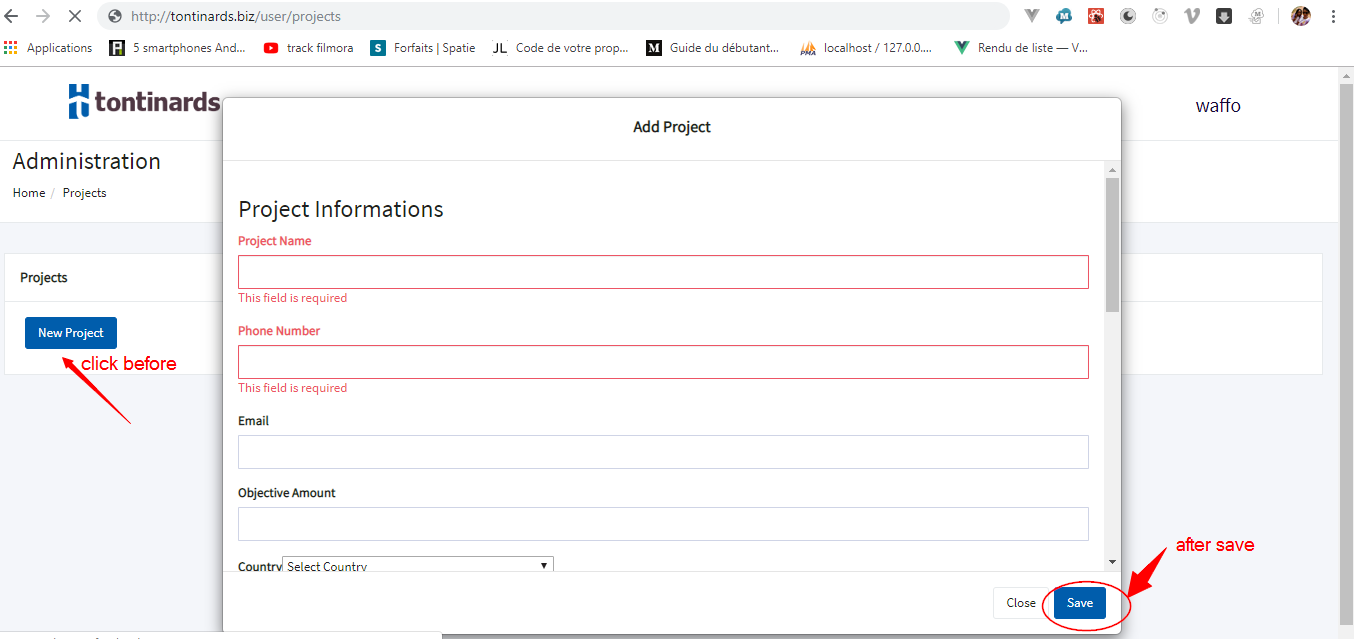 http://tontinards.biz/user/projects
Applications
5 smartphones And...
track filmora
Forfaits | Spatie
JL Code de votre prop...
Guide du débutant...
localhost / 127.0.0....
Rendu de liste — V...
tontinards
waffo
Add Project
Administration
Home / Projects
Project Informations
Project Name
This field is required
Projects
New Project
click before
Phone Number
This field is required
Email
Objective Amount
Country Select Country
after save
Close
Save